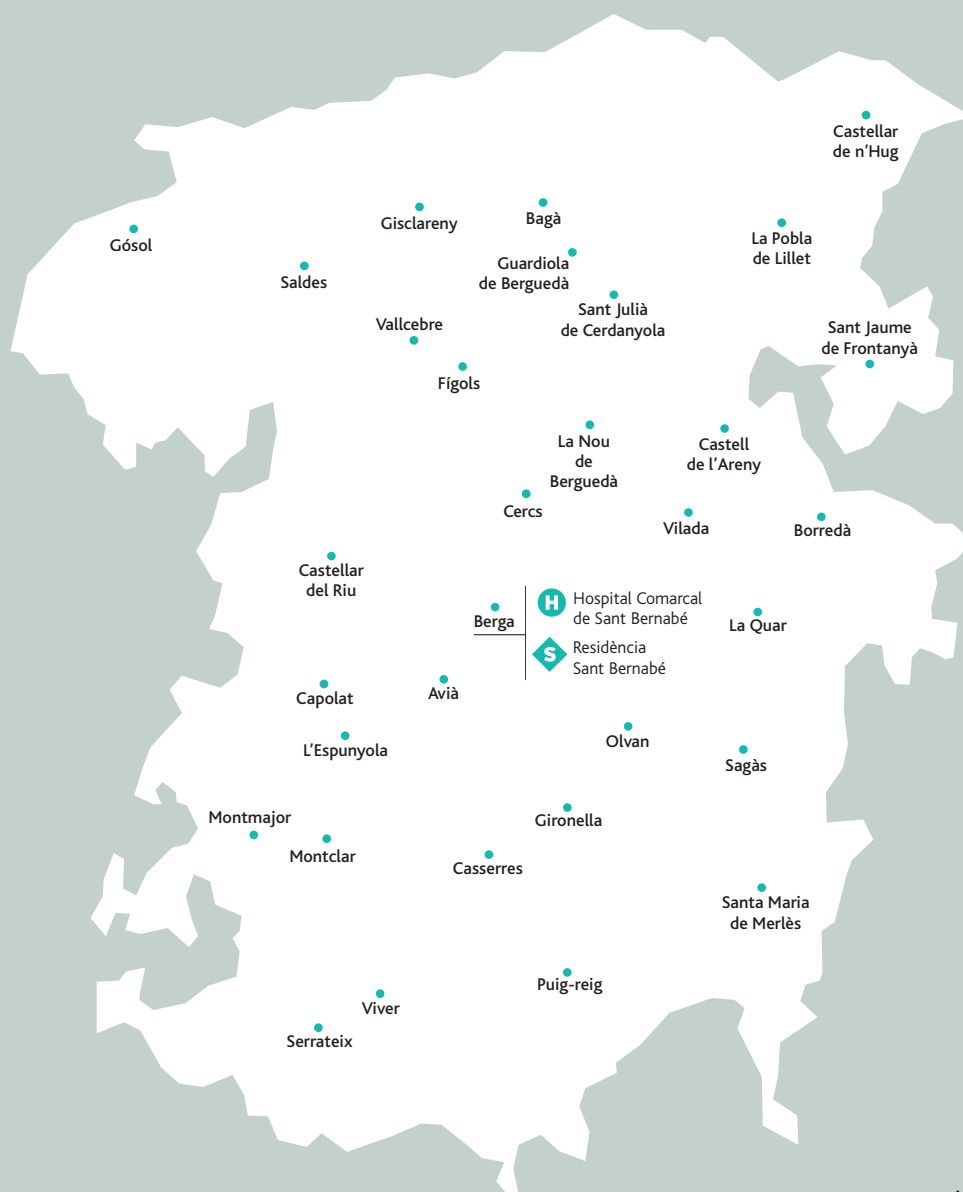 Castellar
de n'Hug
Gisclareny
Bagà
Gósol
La Pobla
de Lillet
Guardiola
de Berguedà
Saldes
Sant Julià
de Cerdanyola
Vallcebre
Sant Jaume
de Frontanyà
Fígols
La Nou
de
Berguedà
Castell
de l'Areny
Cercs
Vilada
Borredà
Castellar
del Riu
Berga
H
Hospital Comarcal
de Sant Bernabé
S
Residència
Sant Bernabé
La Quar
Capolat
Avià
L'Espunyola
Olvan
Sagàs
Montmajor
Gironella
Montclar
Casserres
Santa Maria
de Merlès
Puig-reig
Viver
Serrateix